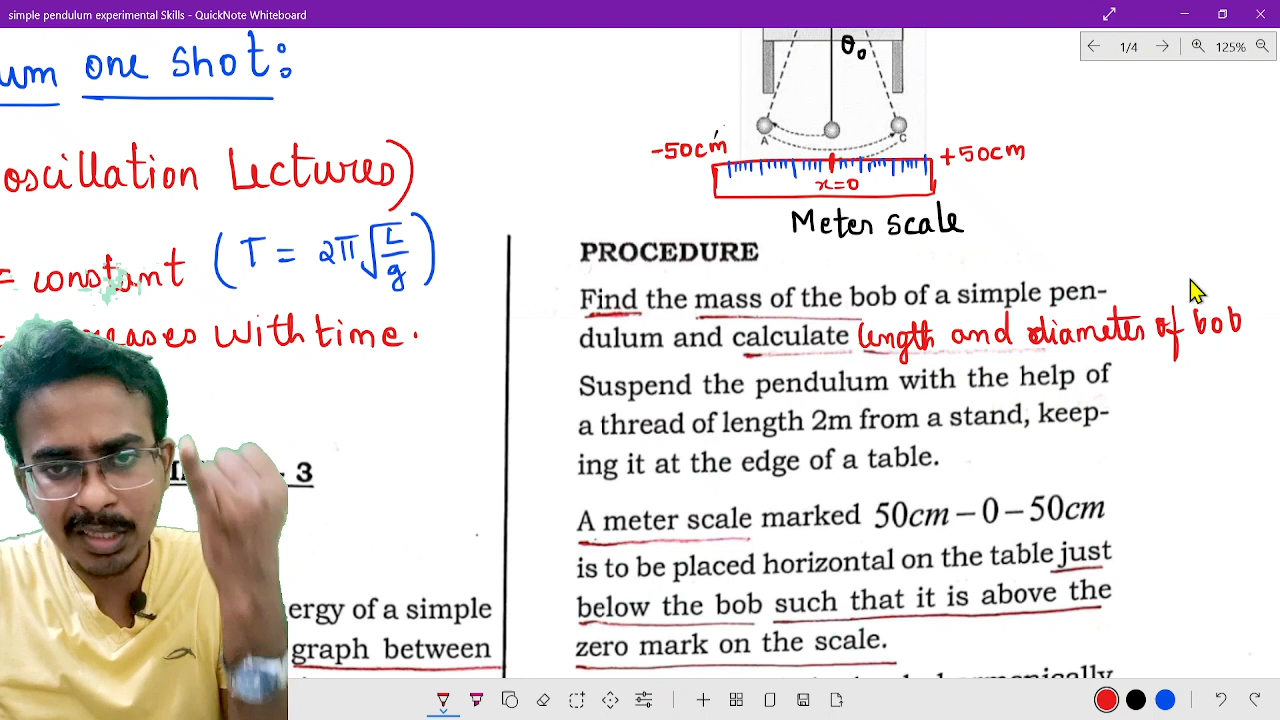 simple pendulum experimental Skills - QuickNote Whiteboard
1/4
125%
um one shot:
oscillation Lectures)
= constant (T = 2π√L/g)
reases with time.
- 3
ergy of a simple
graph between
θ₀
A
C
-50cm
+50cm
x=0
Meter scale
PROCEDURE
Find the mass of the bob of a simple pen-
dulum and calculate length and diameter of bob
Suspend the pendulum with the help of
a thread of length 2m from a stand, keep-
ing it at the edge of a table.
A meter scale marked 50cm – 0 – 50cm
is to be placed horizontal on the table just
below the bob such that it is above the
zero mark on the scale.